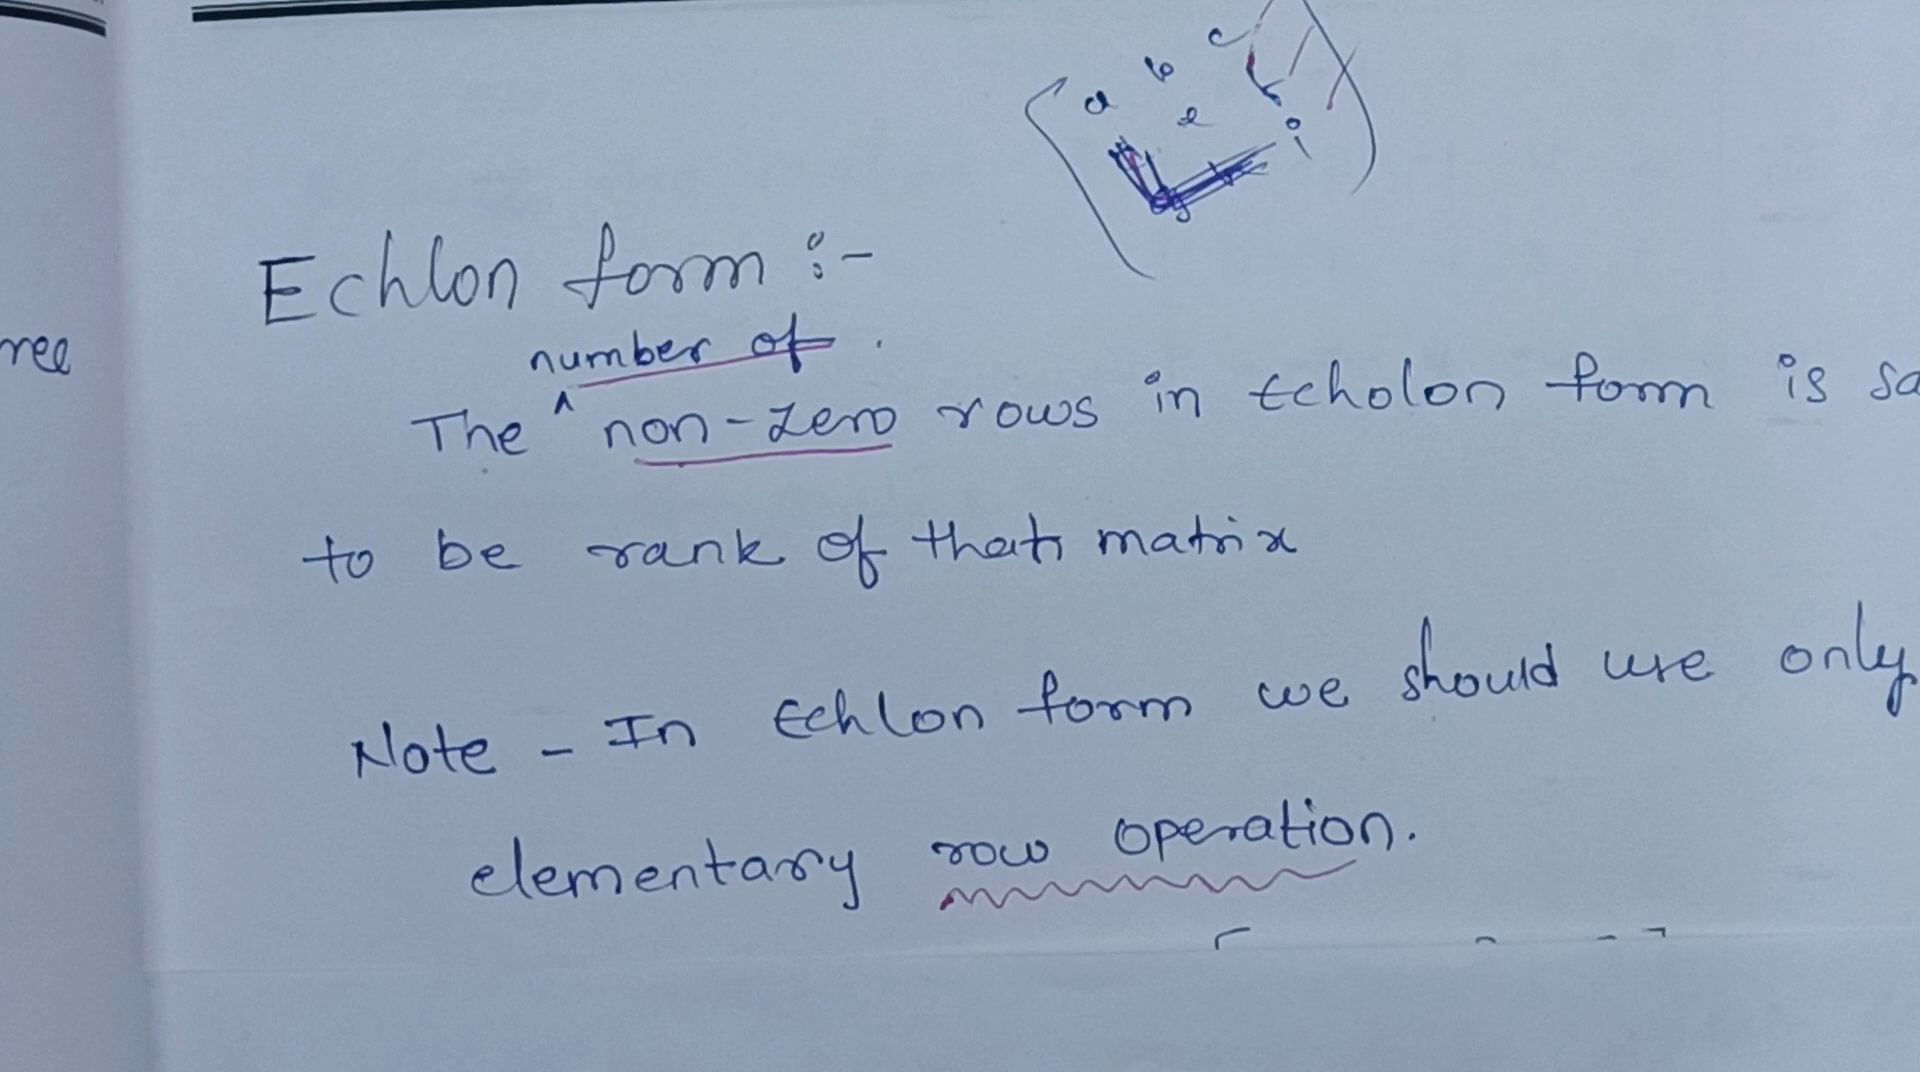 a b c
e f
i
Echlon form :-
ree
number of
The ^ non-zero rows in Echolon form is sa
to be rank of that matrix
Note - In Echlon form we should use only
elementary row operation.